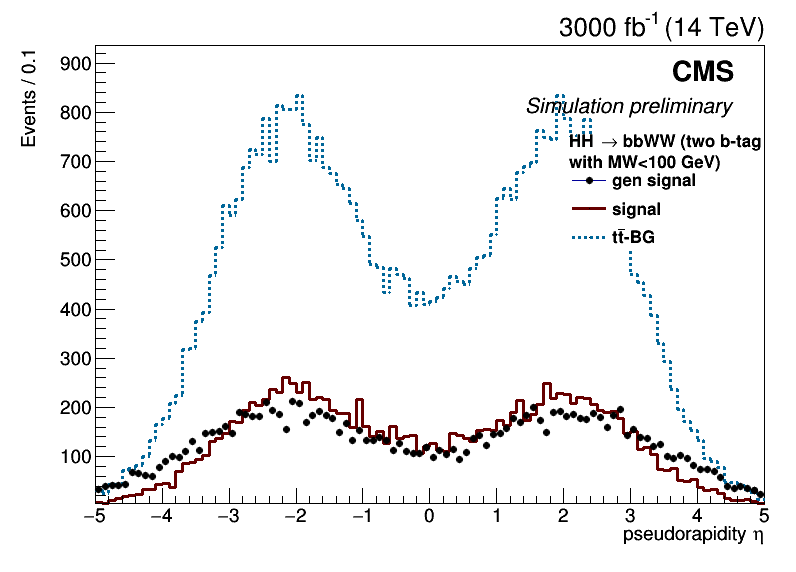 3000 fb⁻¹ (14 TeV)
Events / 0.1
CMS
Simulation preliminary
HH → bbWW (two b-tag
with MW<100 GeV)
gen signal
signal
tt̄-BG
900
800
700
600
500
400
300
200
100
−5 −4 −3 −2 −1 0 1 2 3 4 5
pseudorapidity η